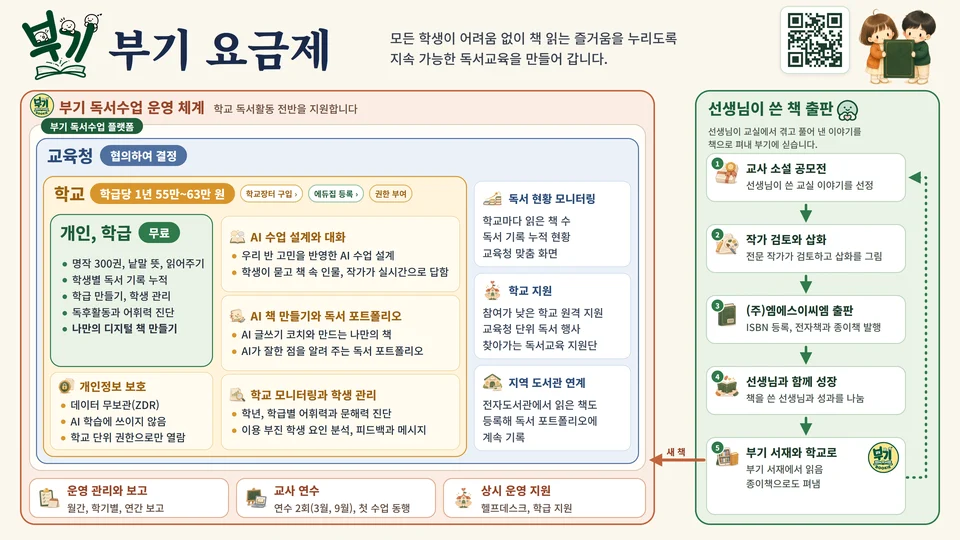 부기
부기 요금제
모든 학생이 어려움 없이 책 읽는 즐거움을 누리도록
지속 가능한 독서교육을 만들어 갑니다.
부기
부기 독서수업 운영 체계
학교 독서활동 전반을 지원합니다
부기 독서수업 플랫폼
교육청
협의하여 결정
학교
학급당 1년 55만~63만 원
학교장터 구입 ›
에듀집 등록 ›
권한 부여
개인, 학급
무료
• 명작 300권, 낱말 뜻, 읽어주기
• 학생별 독서 기록 누적
• 학급 만들기, 학생 관리
• 독후활동과 어휘력 진단
• 나만의 디지털 책 만들기
개인정보 보호
• 데이터 무보관(ZDR)
• AI 학습에 쓰이지 않음
• 학교 단위 권한으로만 열람
AI 수업 설계와 대화
• 우리 반 고민을 반영한 AI 수업 설계
• 학생이 묻고 책 속 인물, 작가가 실시간으로 답함
AI 책 만들기와 독서 포트폴리오
• AI 글쓰기 코치와 만드는 나만의 책
• AI가 잘한 점을 알려 주는 독서 포트폴리오
학교 모니터링과 학생 관리
• 학년, 학급별 어휘력과 문해력 진단
• 이용 부진 학생 요인 분석, 피드백과 메시지
독서 현황 모니터링
학교마다 읽은 책 수
독서 기록 누적 현황
교육청 맞춤 화면
학교 지원
참여가 낮은 학교 원격 지원
교육청 단위 독서 행사
찾아가는 독서교육 지원단
지역 도서관 연계
전자도서관에서 읽은 책도
등록해 독서 포트폴리오에
계속 기록
운영 관리와 보고
월간, 학기별, 연간 보고
교사 연수
연수 2회(3월, 9월), 첫 수업 동행
상시 운영 지원
헬프데스크, 학급 지원
새 책
선생님이 쓴 책 출판
선생님이 교실에서 겪고 풀어 낸 이야기를
책으로 펴내 부기에 싣습니다.
1
교사 소설 공모전
선생님이 쓴 교실 이야기를 선정
2
작가 검토와 삽화
전문 작가가 검토하고 삽화를 그림
3
(주)엠에스이씨엠 출판
ISBN 등록, 전자책과 종이책 발행
4
선생님과 함께 성장
책을 쓴 선생님과 성과를 나눔
5
부기 서재와 학교로
부기 서재에서 읽음
종이책으로도 펴냄
부기
BOOKIE